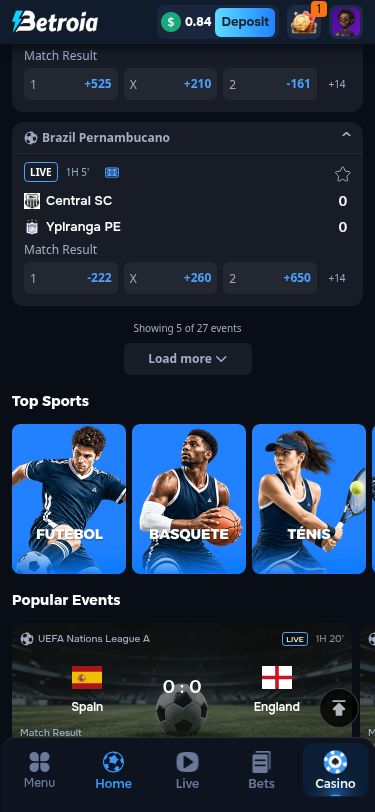 Betroia
$ 0.84 Deposit
1
Match Result
1 +525 X +210 2 -161 +14
Brazil Pernambucano
LIVE 1H 5'
Central SC 0
Ypiranga PE 0
Match Result
1 -222 X +260 2 +650 +14
Showing 5 of 27 events
Load more
Top Sports
FUTEBOL BASQUETE TÉNIS
Popular Events
UEFA Nations League A LIVE 1H 20'
0 : 0
Spain England
Match Result
Menu Home Live Bets Casino